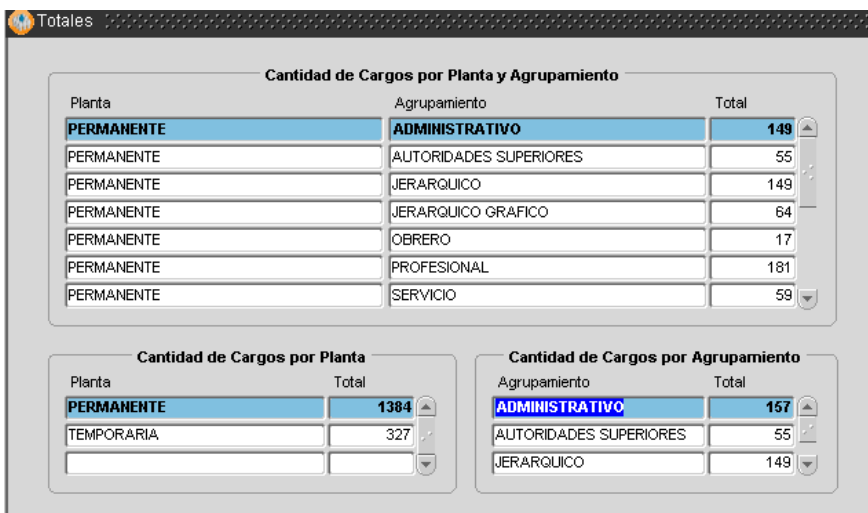 Totales
Cantidad de Cargos por Planta y Agrupamiento
Planta Agrupamiento Total
PERMANENTE ADMINISTRATIVO 149
PERMANENTE AUTORIDADES SUPERIORES 55
PERMANENTE JERARQUICO 149
PERMANENTE JERARQUICO GRAFICO 64
PERMANENTE OBRERO 17
PERMANENTE PROFESIONAL 181
PERMANENTE SERVICIO 59
Cantidad de Cargos por Planta
Planta Total
PERMANENTE 1384
TEMPORARIA 327
Cantidad de Cargos por Agrupamiento
Agrupamiento Total
ADMINISTRATIVO 157
AUTORIDADES SUPERIORES 55
JERARQUICO 149